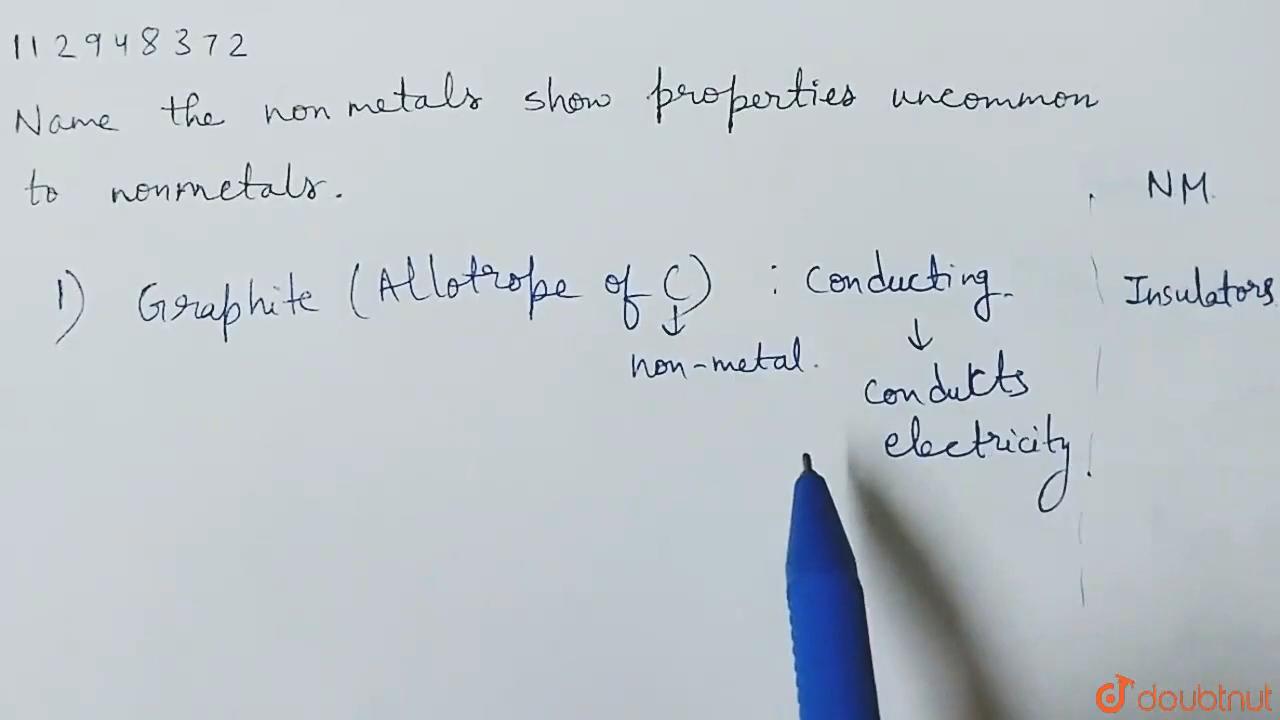 112948372
Name the nonmetals show properties uncommon
to nonmetals.
NM.
1) Graphite (Allotrope of C) : Conducting.
Insulators
↓ ↓
non-metal.
conducts
electricity.
doubtnut